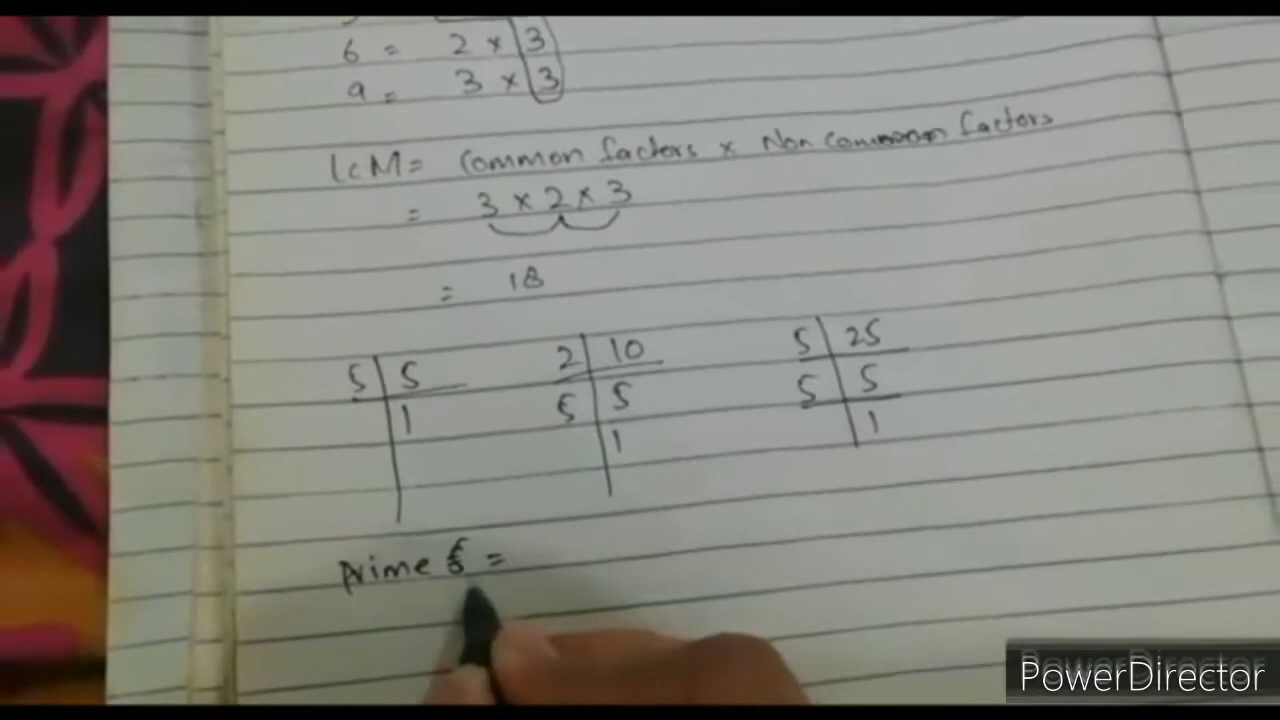 6 = 2 × 3
9 = 3 × 3
LCM = Common factors × Non common factors
= 3 × 2 × 3
= 18
5 | 5 2 | 10 5 | 25
1 5 | 5 5 | 5
1 1
prime =
PowerDirector